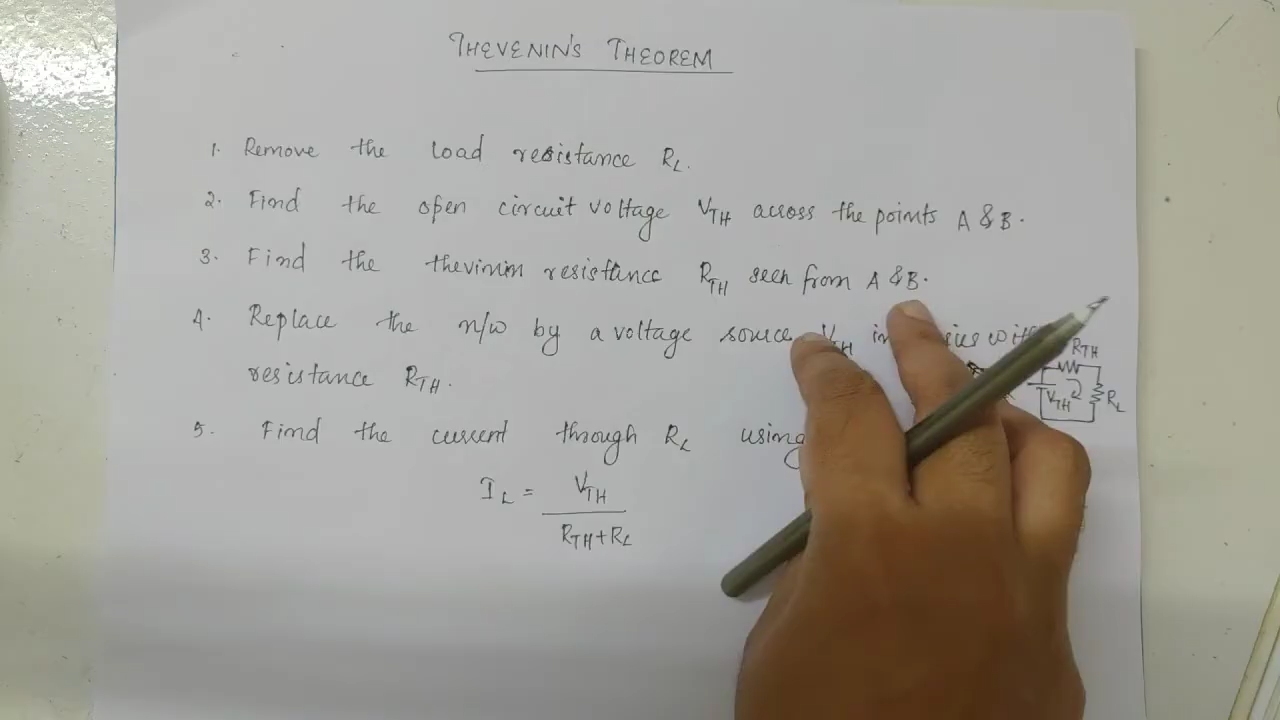 THEVENIN'S THEOREM
1. Remove the load resistance RL.
2. Find the open circuit voltage VTH across the points A & B.
3. Find the thevinin resistance RTH seen from A & B.
4. Replace the n/w by a voltage source VTH in
resistance RTH.
RTH
VTH
RL
5. Find the current through RL using
IL = VTH
RTH+RL